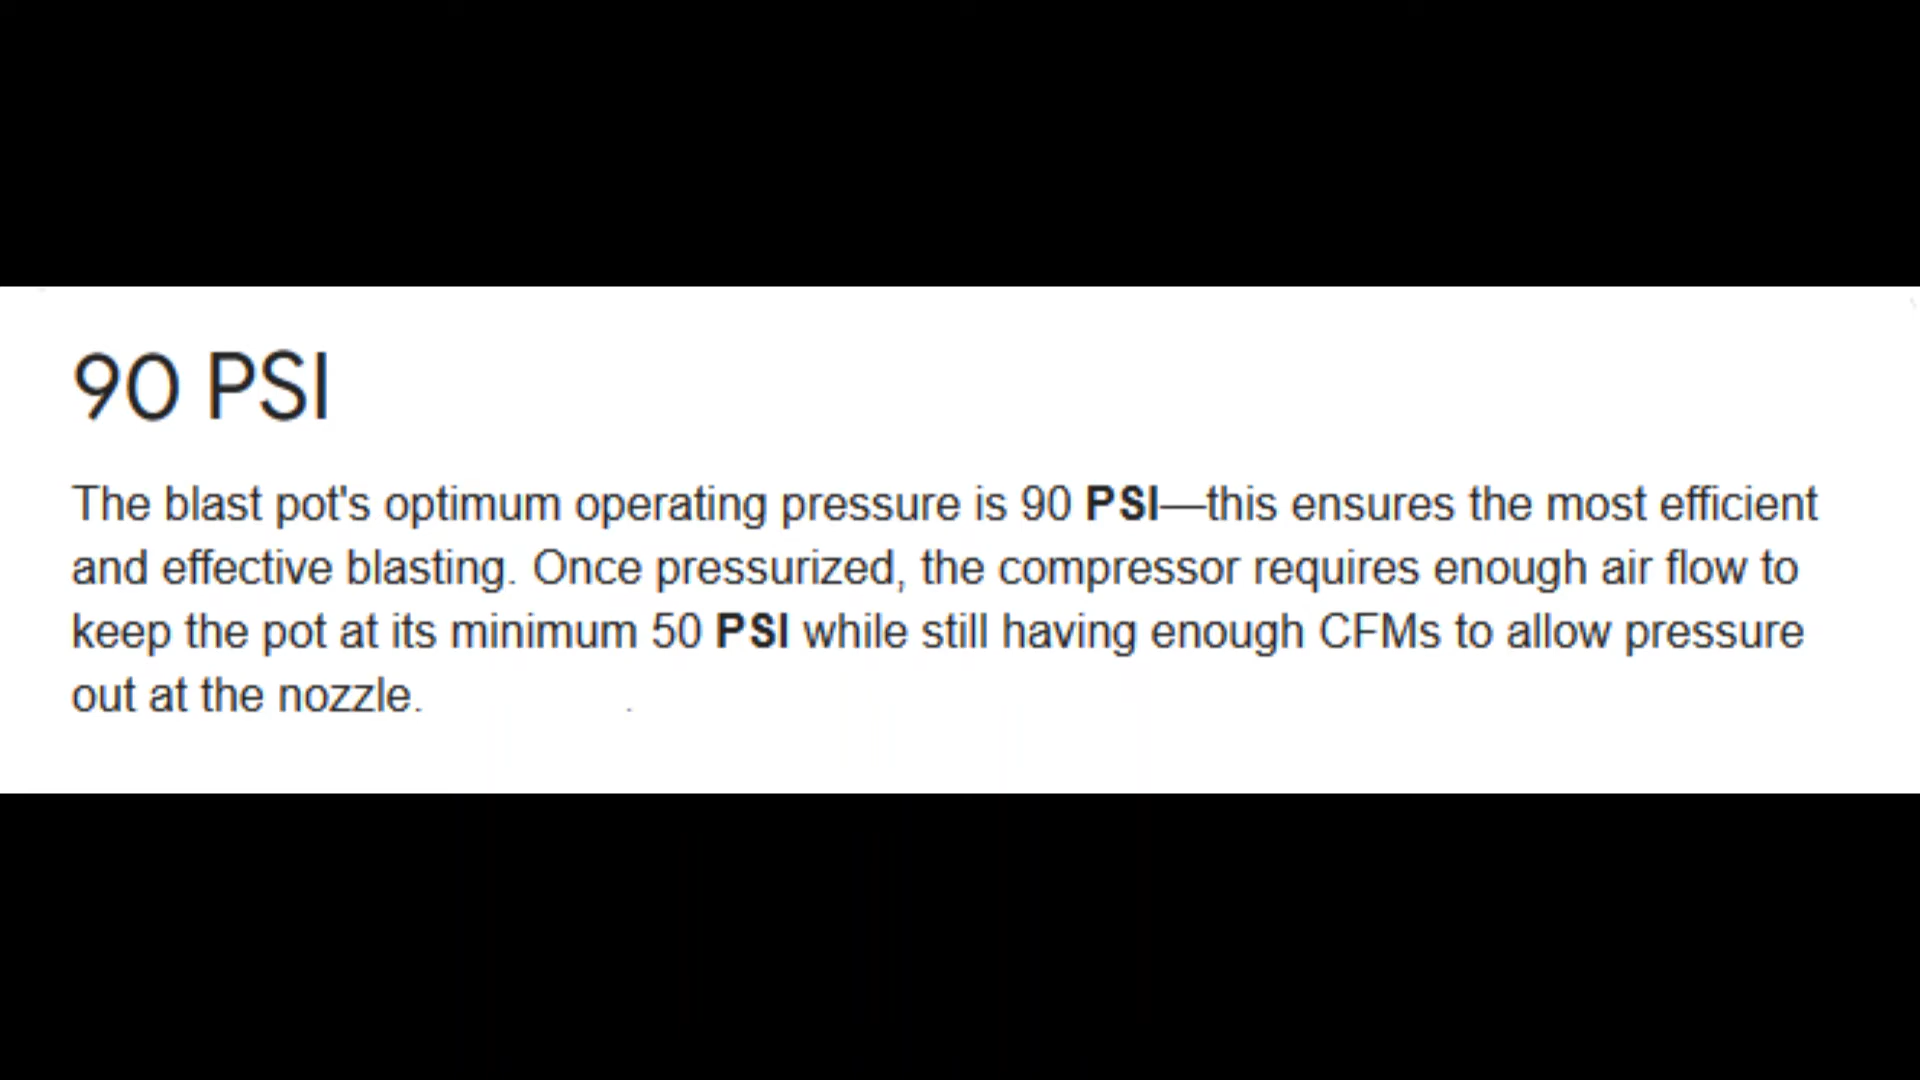 90 PSI
The blast pot's optimum operating pressure is 90 PSI—this ensures the most efficient
and effective blasting. Once pressurized, the compressor requires enough air flow to
keep the pot at its minimum 50 PSI while still having enough CFMs to allow pressure
out at the nozzle.